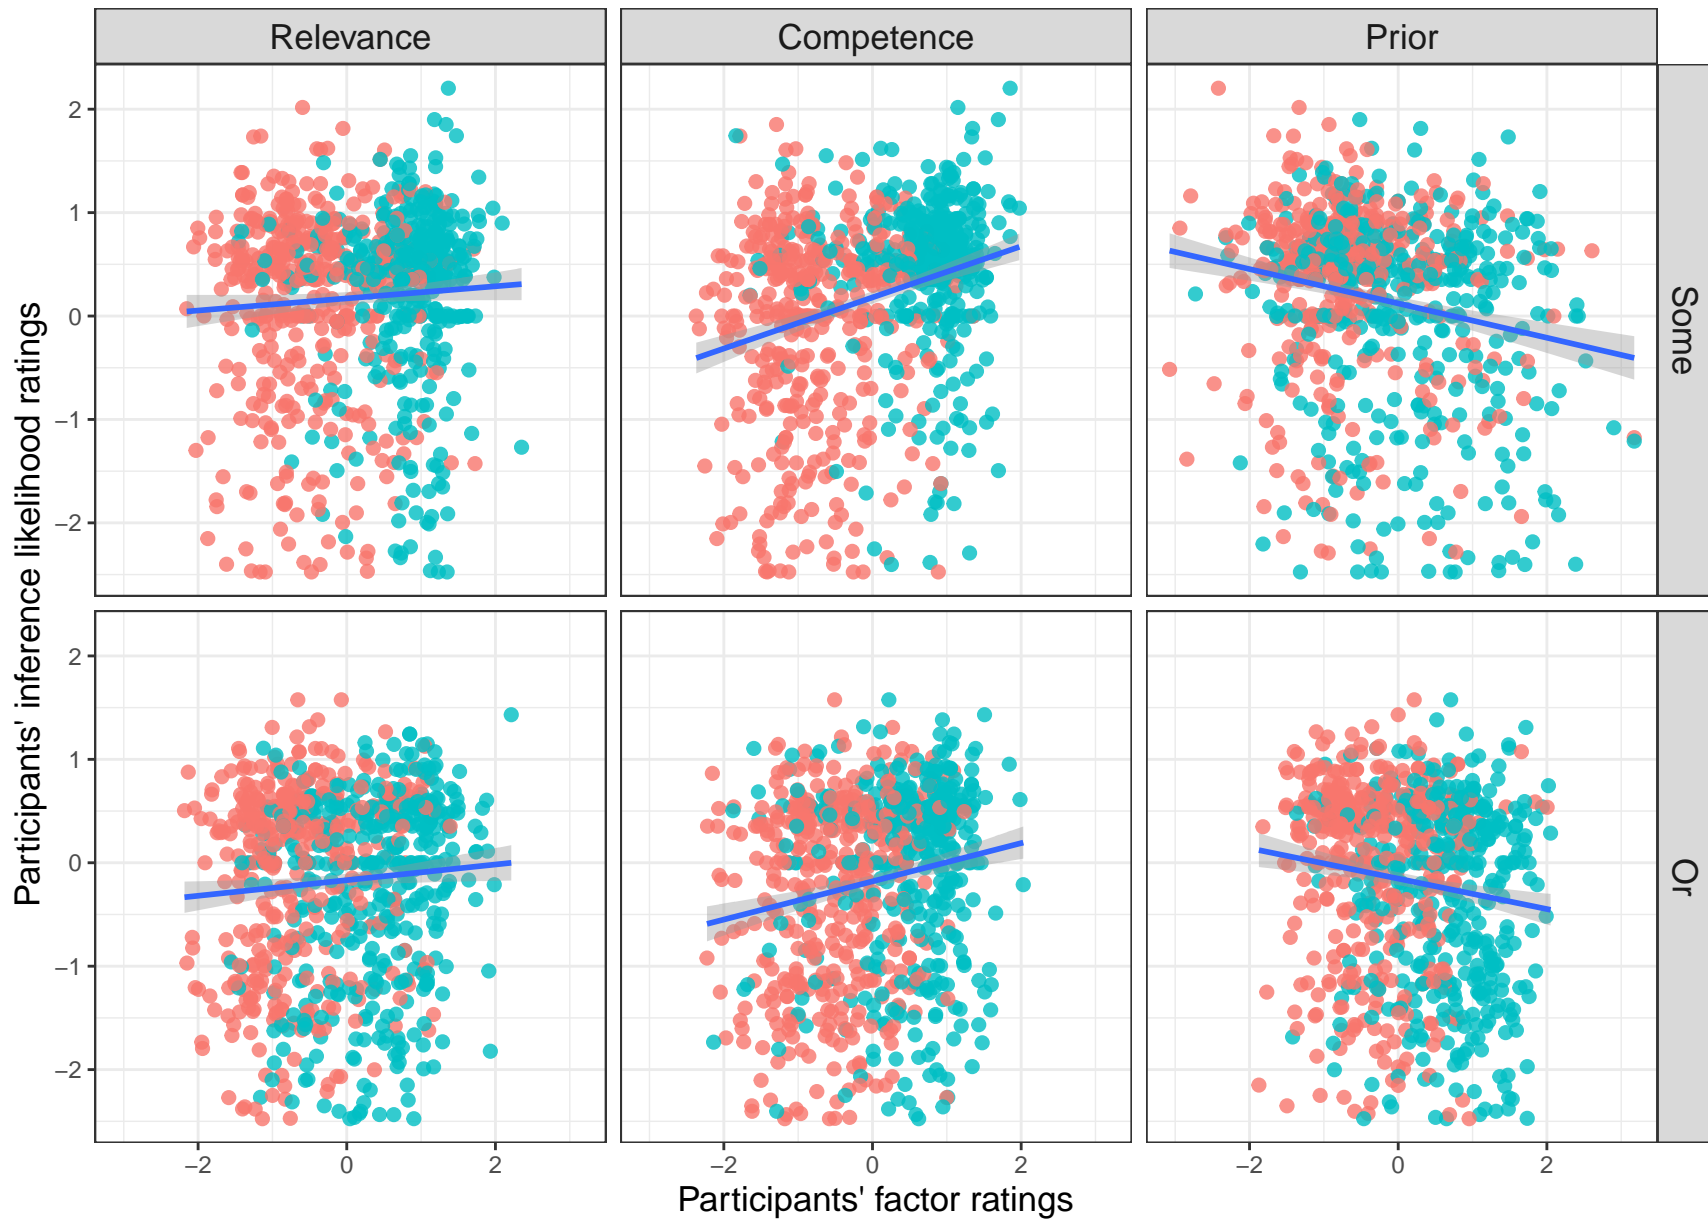 Relevance Competence Prior
2
1
0
−1
−2
Some
2
1
0
−1
−2
Or
−2 0 2 −2 0 2 −2 0 2
Participants' factor ratings
Participants' inference likelihood ratings